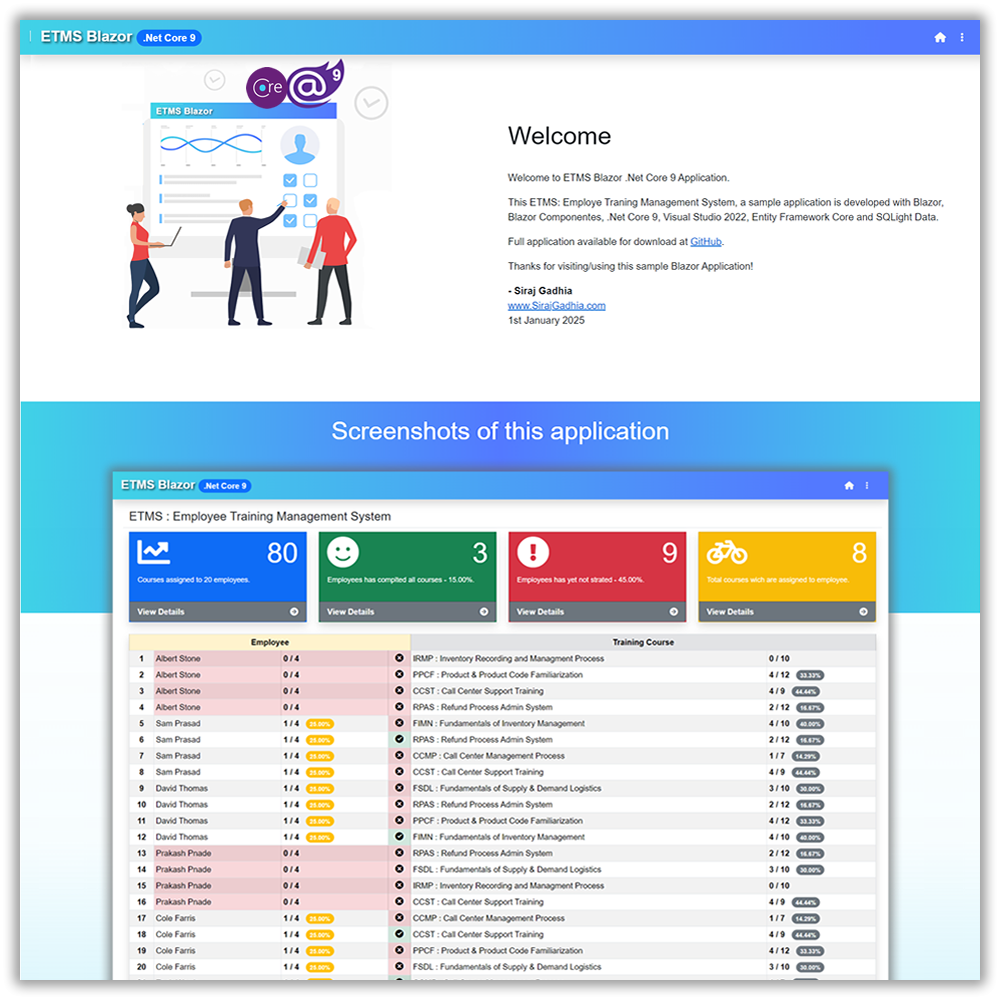 ETMS Blazor .Net Core 9
Core @ 9
ETMS Blazor
Welcome
Welcome to ETMS Blazor .Net Core 9 Application.
This ETMS: Employe Traning Management System, a sample application is developed with Blazor,
Blazor Componentes, .Net Core 9, Visual Studio 2022, Entity Framework Core and SQLight Data.
Full application available for download at GitHub.
Thanks for visiting/using this sample Blazor Application!
- Siraj Gadhia
www.SirajGadhia.com
1st January 2025
Screenshots of this application
ETMS Blazor .Net Core 9
ETMS : Employee Training Management System
80 3 9 8
Courses assigned to 20 employees. Employees has complted all courses - 15.00%. Employees has yet not strated - 45.00%. Total courses wich are assigned to employee.
View Details View Details View Details View Details
Employee Training Course
1 Albert Stone 0 / 4 IRMP : Inventory Recording and Managment Process 0 / 10
2 Albert Stone 0 / 4 PPCF : Product & Product Code Familiarization 4 / 12 33.33%
3 Albert Stone 0 / 4 CCST : Call Center Support Training 4 / 9 44.44%
4 Albert Stone 0 / 4 RPAS : Refund Process Admin System 2 / 12 16.67%
5 Sam Prasad 1 / 4 25.00% FIMN : Fundamentals of Inventory Management 4 / 10 40.00%
6 Sam Prasad 1 / 4 25.00% RPAS : Refund Process Admin System 2 / 12 16.67%
7 Sam Prasad 1 / 4 25.00% CCMP : Call Center Management Process 1 / 7 14.29%
8 Sam Prasad 1 / 4 25.00% CCST : Call Center Support Training 4 / 9 44.44%
9 David Thomas 1 / 4 25.00% FSDL : Fundamentals of Supply & Demand Logistics 3 / 10 30.00%
10 David Thomas 1 / 4 25.00% RPAS : Refund Process Admin System 2 / 12 16.67%
11 David Thomas 1 / 4 25.00% PPCF : Product & Product Code Familiarization 4 / 12 33.33%
12 David Thomas 1 / 4 25.00% FIMN : Fundamentals of Inventory Management 4 / 10 40.00%
13 Prakash Pnade 0 / 4 RPAS : Refund Process Admin System 2 / 12 16.67%
14 Prakash Pnade 0 / 4 FSDL : Fundamentals of Supply & Demand Logistics 3 / 10 30.00%
15 Prakash Pnade 0 / 4 IRMP : Inventory Recording and Managment Process 0 / 10
16 Prakash Pnade 0 / 4 CCST : Call Center Support Training 4 / 9 44.44%
17 Cole Farris 1 / 4 25.00% CCMP : Call Center Management Process 1 / 7 14.29%
18 Cole Farris 1 / 4 25.00% CCST : Call Center Support Training 4 / 9 44.44%
19 Cole Farris 1 / 4 25.00% PPCF : Product & Product Code Familiarization 4 / 12 33.33%
20 Cole Farris 1 / 4 25.00% FSDL : Fundamentals of Supply & Demand Logistics 3 / 10 30.00%